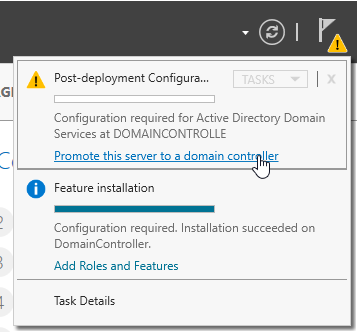 Post-deployment Configura...
TASKS
x
Configuration required for Active Directory Domain
Services at DOMAINCONTROLLE
Promote this server to a domain controller
Feature installation
Configuration required. Installation succeeded on
DomainController.
Add Roles and Features
Task Details